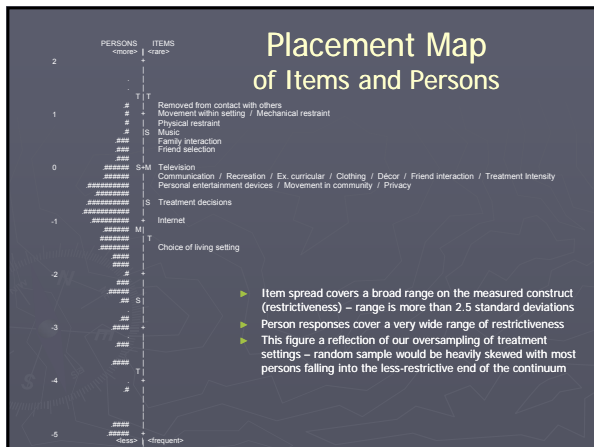 Placement Map
of Items and Persons
PERSONS | ITEMS
<more> | <rare>
2 +
.
.
T | T
.# | Removed from contact with others
1 # + Movement within setting / Mechanical restraint
# | Physical restraint
.# |S Music
.### | Family interaction
.### | Friend selection
.### |
0 .###### S+M Television
.###### | Communication / Recreation / Ex. curricular / Clothing / Décor / Friend interaction / Treatment Intensity
.########## | Personal entertainment devices / Movement in community / Privacy
.######## |
.########## |S Treatment decisions
.########### |
-1 .######### + Internet
.###### M|
####### | T
.####### | Choice of living setting
.####
.####
-2 .# +
.###
.#####
.## S|
.
.##
-3 .### +
.
.###
.
.####
T|
-4 . +
.#
.####
-5 .##### +
<less> | <frequent>
► Item spread covers a broad range on the measured construct
(restrictiveness) – range is more than 2.5 standard deviations
► Person responses cover a very wide range of restrictiveness
► This figure a reflection of our oversampling of treatment
settings – random sample would be heavily skewed with most
persons falling into the less-restrictive end of the continuum